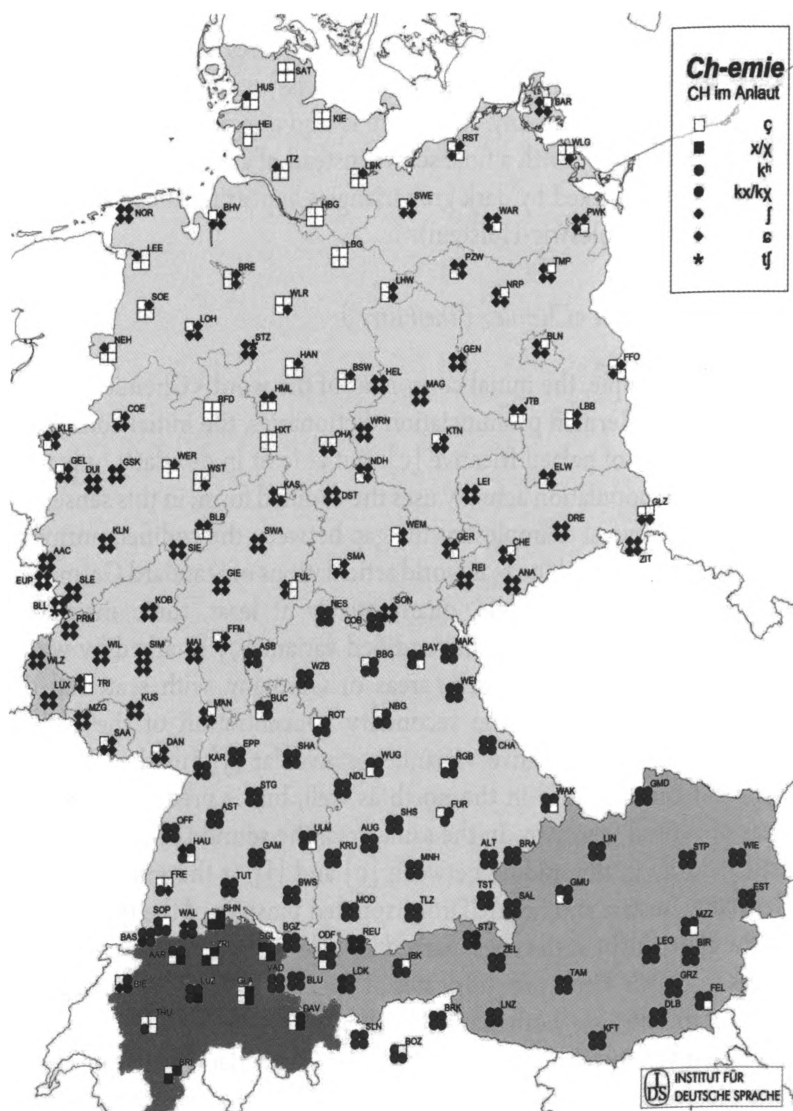 Ch-emie
CH im Anlaut
ç
x/χ
kʰ
kx/kχ
ʃ
ɕ
tʃ
SAT
HUS
KIE
HEI
BAR
RST
WLG
ITZ
LBK
SWE
NOR
BHV
HBG
WAR
PWK
LEE
LBG
BRE
PZW
TMP
SOE
WLR
LHW
NRP
LOH
STZ
NEH
HAN
BLN
GEN
FFO
BSW
HEL
HML
MAG
BFD
COE
JTB
LBB
KLE
WRN
HXT
OHA
KTN
GEL
GSK
WER
NDH
DUI
WST
ELW
KAS
DST
LEI
GLZ
BLB
KLN
SIE
SWA
WEM
GER
CHE
DRE
ZIT
AAC
EUP
SMA
SLE
GIE
FUL
REI
ANA
BLL
KOB
NES
SON
PRM
COB
FFM
WIL
SIM
MAI
ASB
BBG
BAY
MAK
WLZ
WZB
TRI
WEI
LUX
BUC
MZG
KUS
MAN
ROT
NBG
SAA
DAN
EPP
SHA
CHA
KAR
WUG
RGB
STG
NDL
WAK
GMD
AST
FUR
SHS
OFF
ULM
AUG
HAU
GAM
KRU
ALT
BRA
LIN
STP
WIE
MNH
FRE
TUT
BWS
GMU
TST
EST
MOD
TLZ
SAL
SOP
WAL
SHN
MZZ
BAS
BGZ
ODF
REU
STJ
SGL
LEO
BIR
AAR
ZEL
IBK
VAD
BLU
LDK
BIE
LUZ
GLA
TAM
GRZ
FEL
THU
DAV
BRK
LNZ
DLB
SLN
BOZ
KFT
BRI
IDS
INSTITUT FÜR
DEUTSCHE SPRACHE